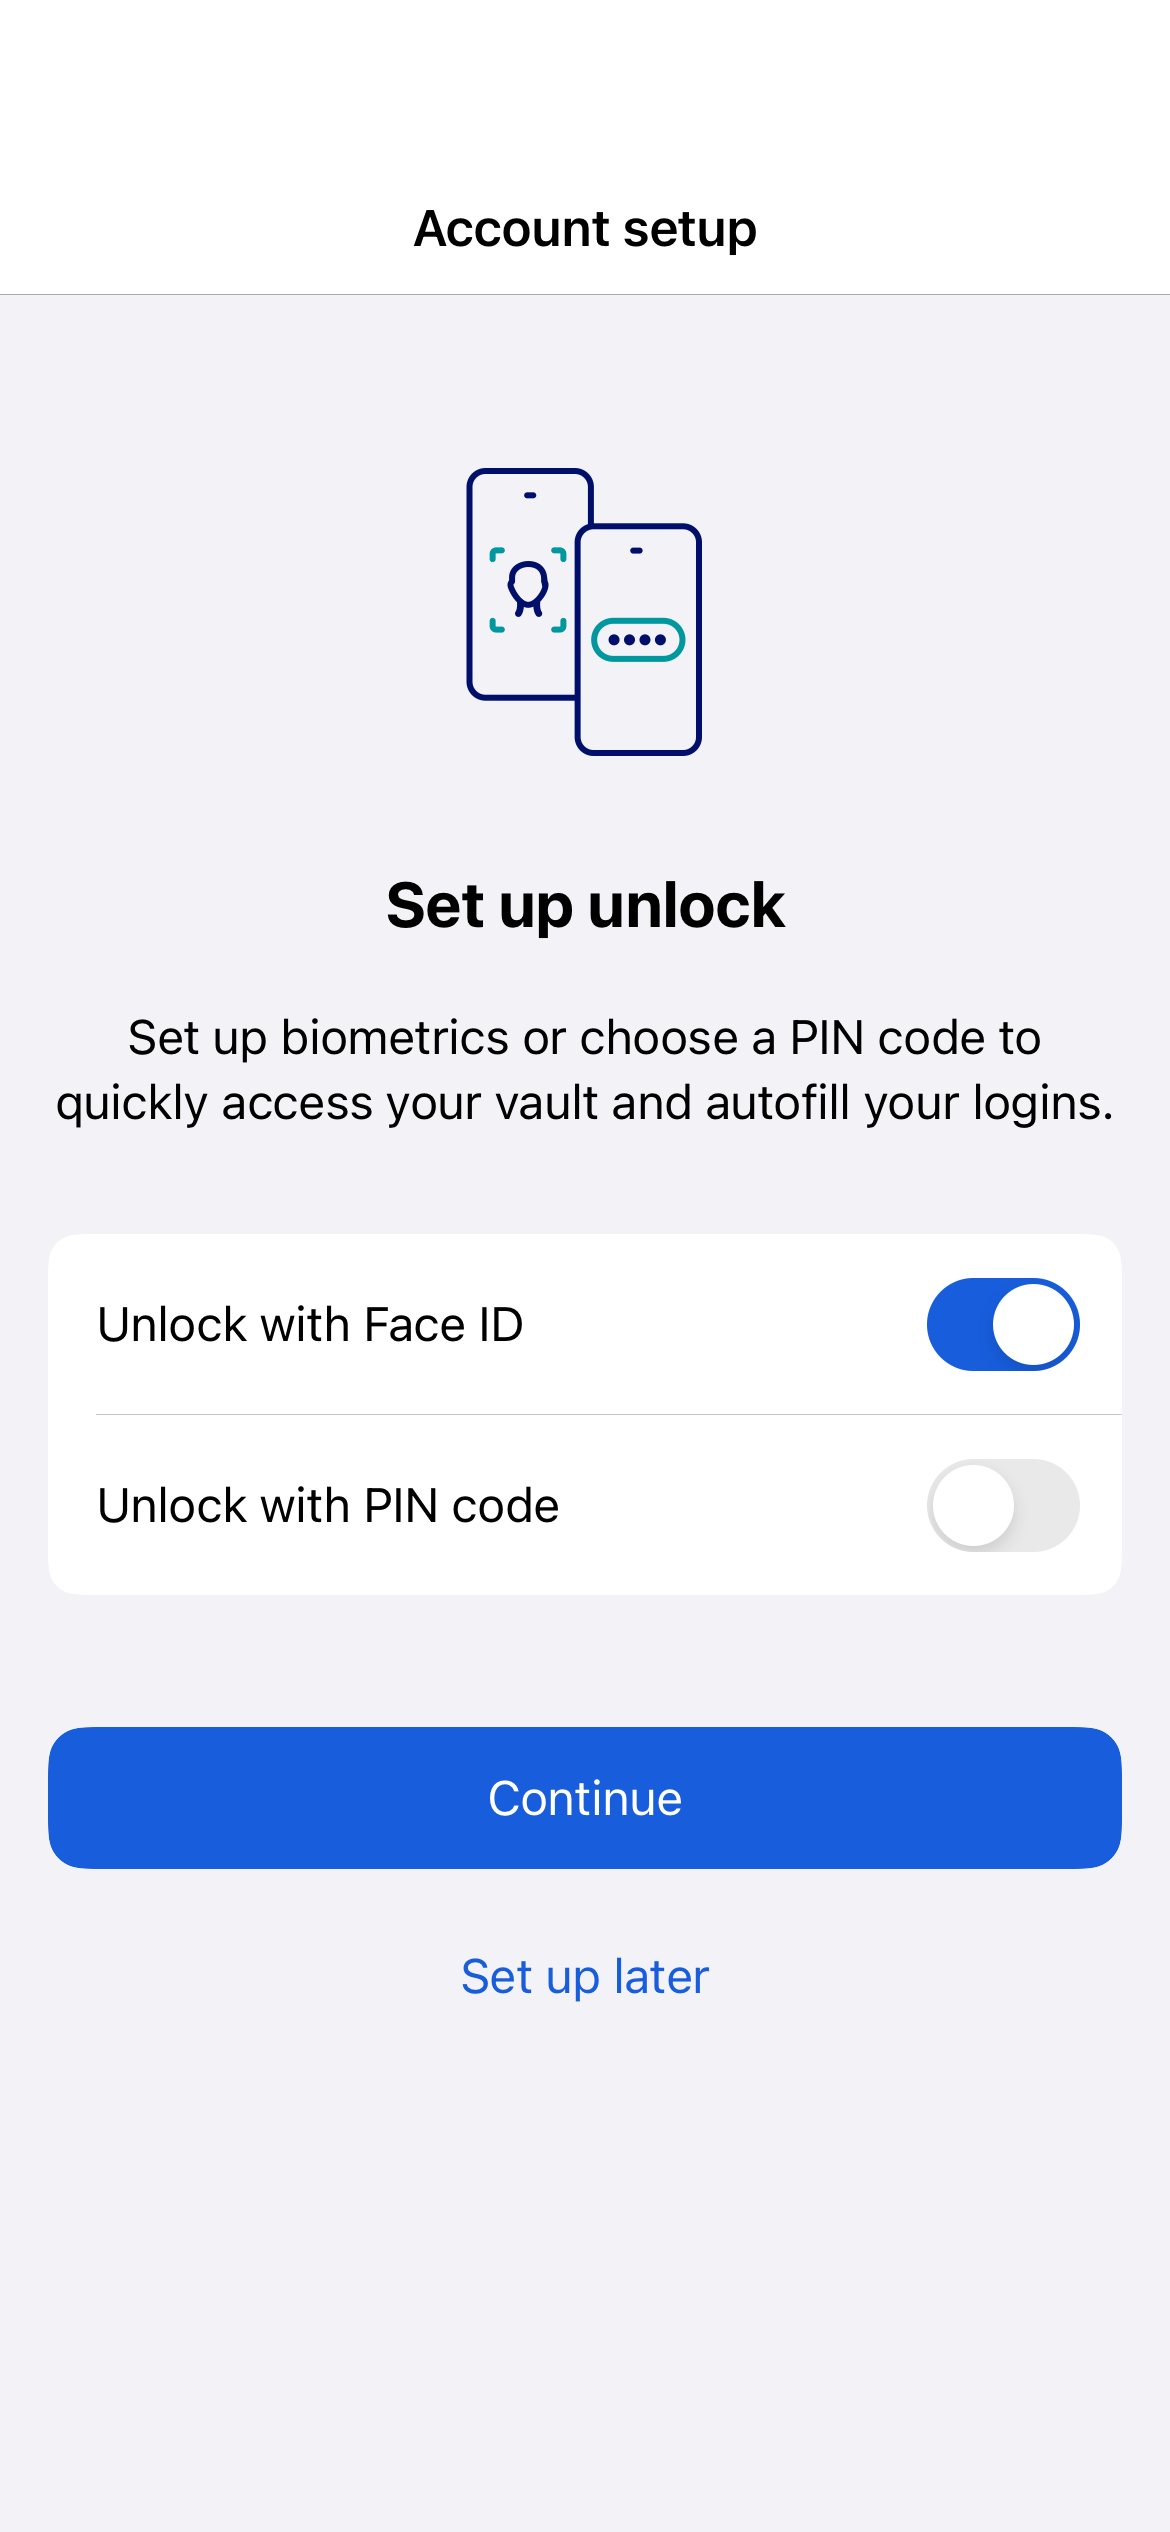 Account setup
Set up unlock
Set up biometrics or choose a PIN code to
quickly access your vault and autofill your logins.
Unlock with Face ID
Unlock with PIN code
Continue
Set up later